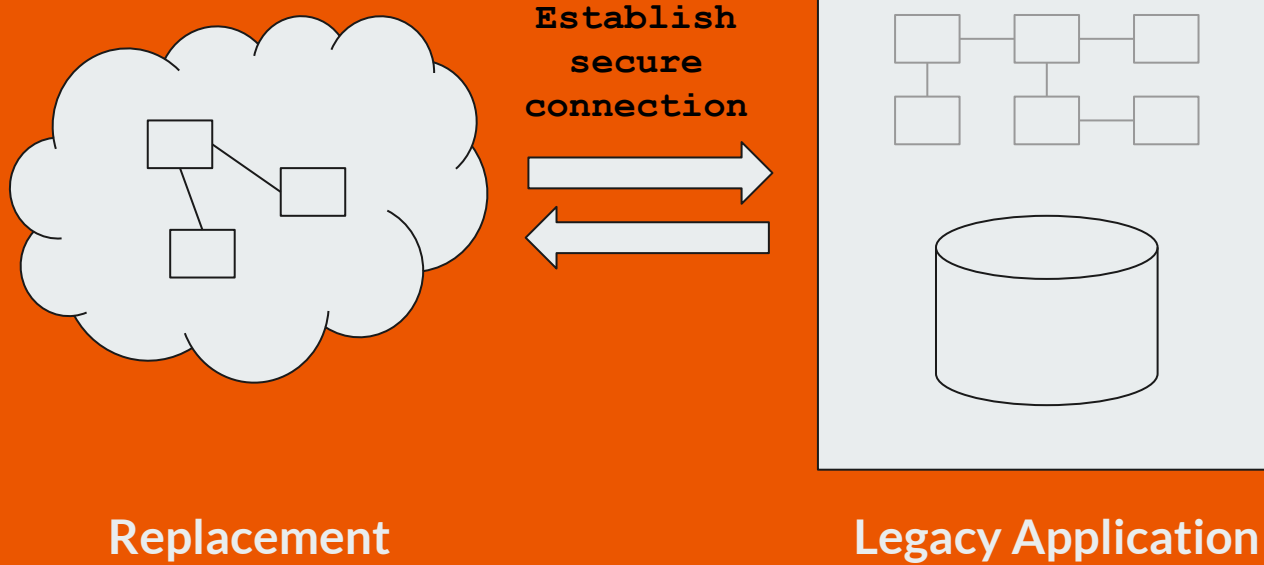 Establish
secure
connection
Replacement
Legacy Application